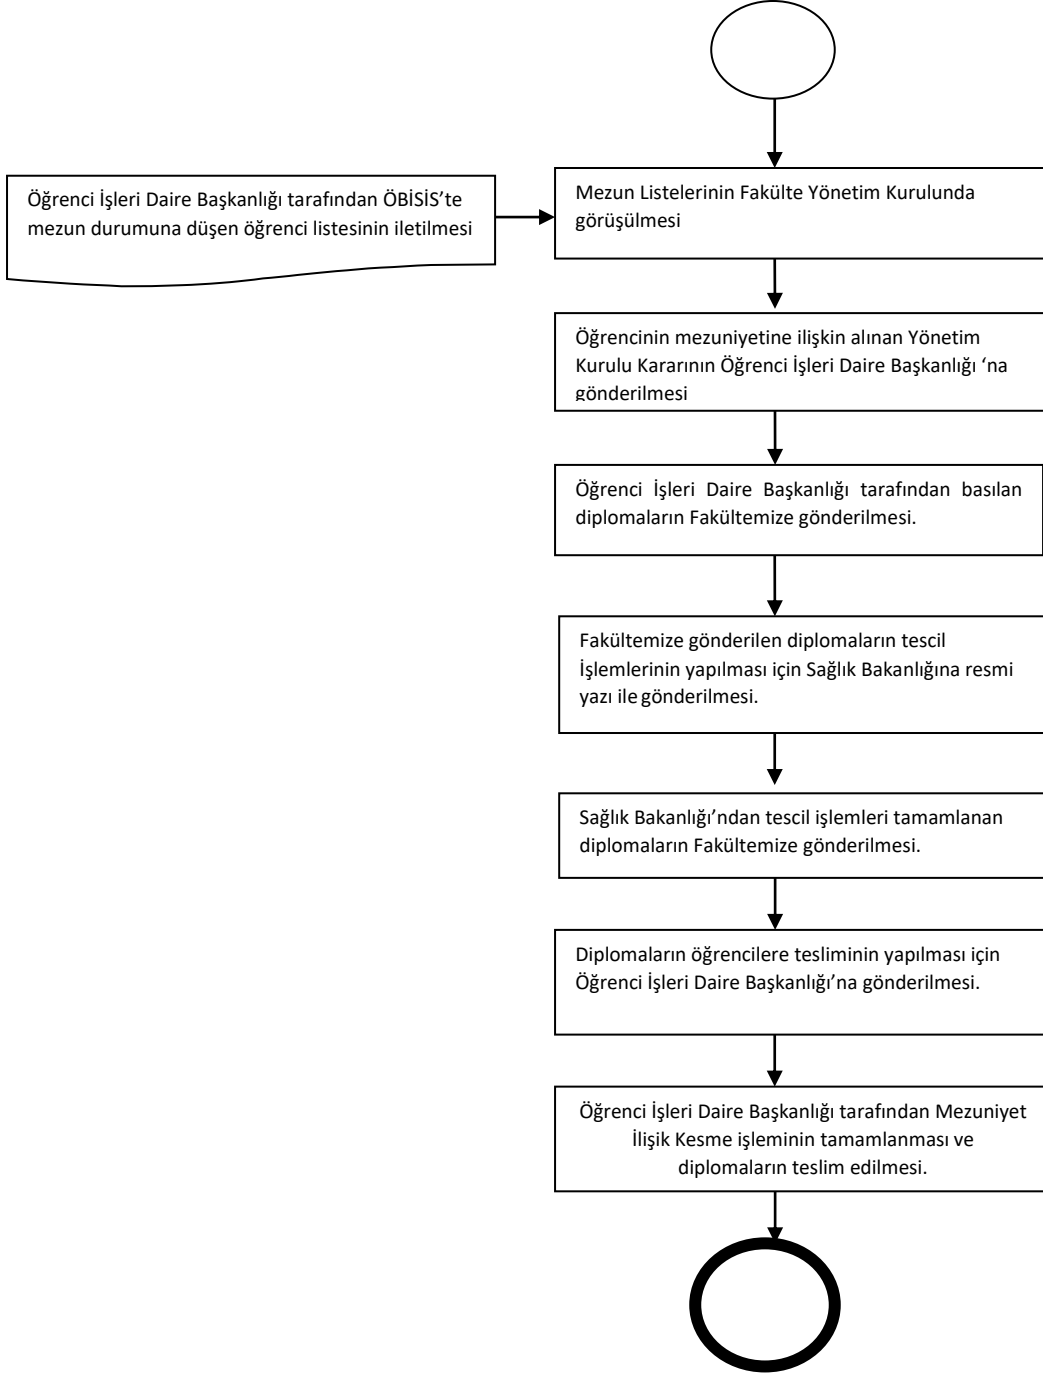 Öğrenci İşleri Daire Başkanlığı tarafından ÖBİSİS’te
mezun durumuna düşen öğrenci listesinin iletilmesi
Mezun Listelerinin Fakülte Yönetim Kurulunda
görüşülmesi
Öğrencinin mezuniyetine ilişkin alınan Yönetim
Kurulu Kararının Öğrenci İşleri Daire Başkanlığı ‘na
gönderilmesi
Öğrenci İşleri Daire Başkanlığı tarafından basılan
diplomaların Fakültemize gönderilmesi.
Fakültemize gönderilen diplomaların tescil
İşlemlerinin yapılması için Sağlık Bakanlığına resmi
yazı ile gönderilmesi.
Sağlık Bakanlığı’ndan tescil işlemleri tamamlanan
diplomaların Fakültemize gönderilmesi.
Diplomaların öğrencilere tesliminin yapılması için
Öğrenci İşleri Daire Başkanlığı’na gönderilmesi.
Öğrenci İşleri Daire Başkanlığı tarafından Mezuniyet
İlişik Kesme işleminin tamamlanması ve
diplomaların teslim edilmesi.